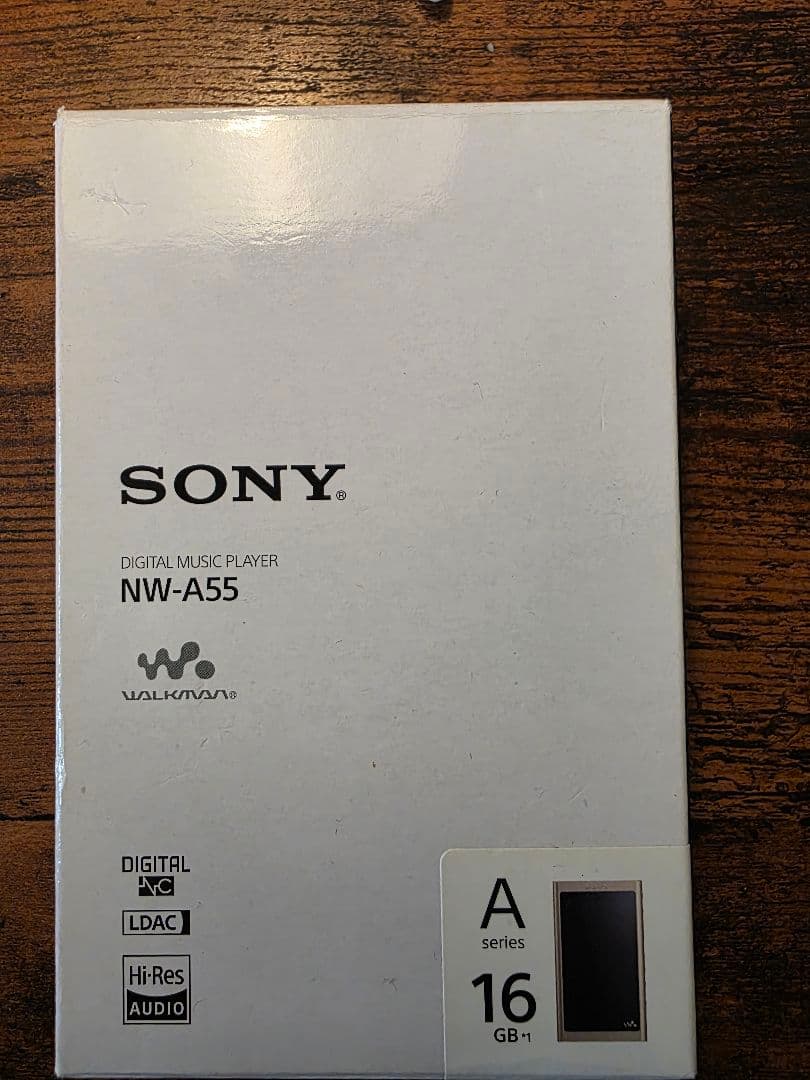 SONY®
DIGITAL MUSIC PLAYER
NW-A55
WALKMAN®
DIGITAL
NC
LDAC
Hi-Res
AUDIO
A
series
16
GB *1